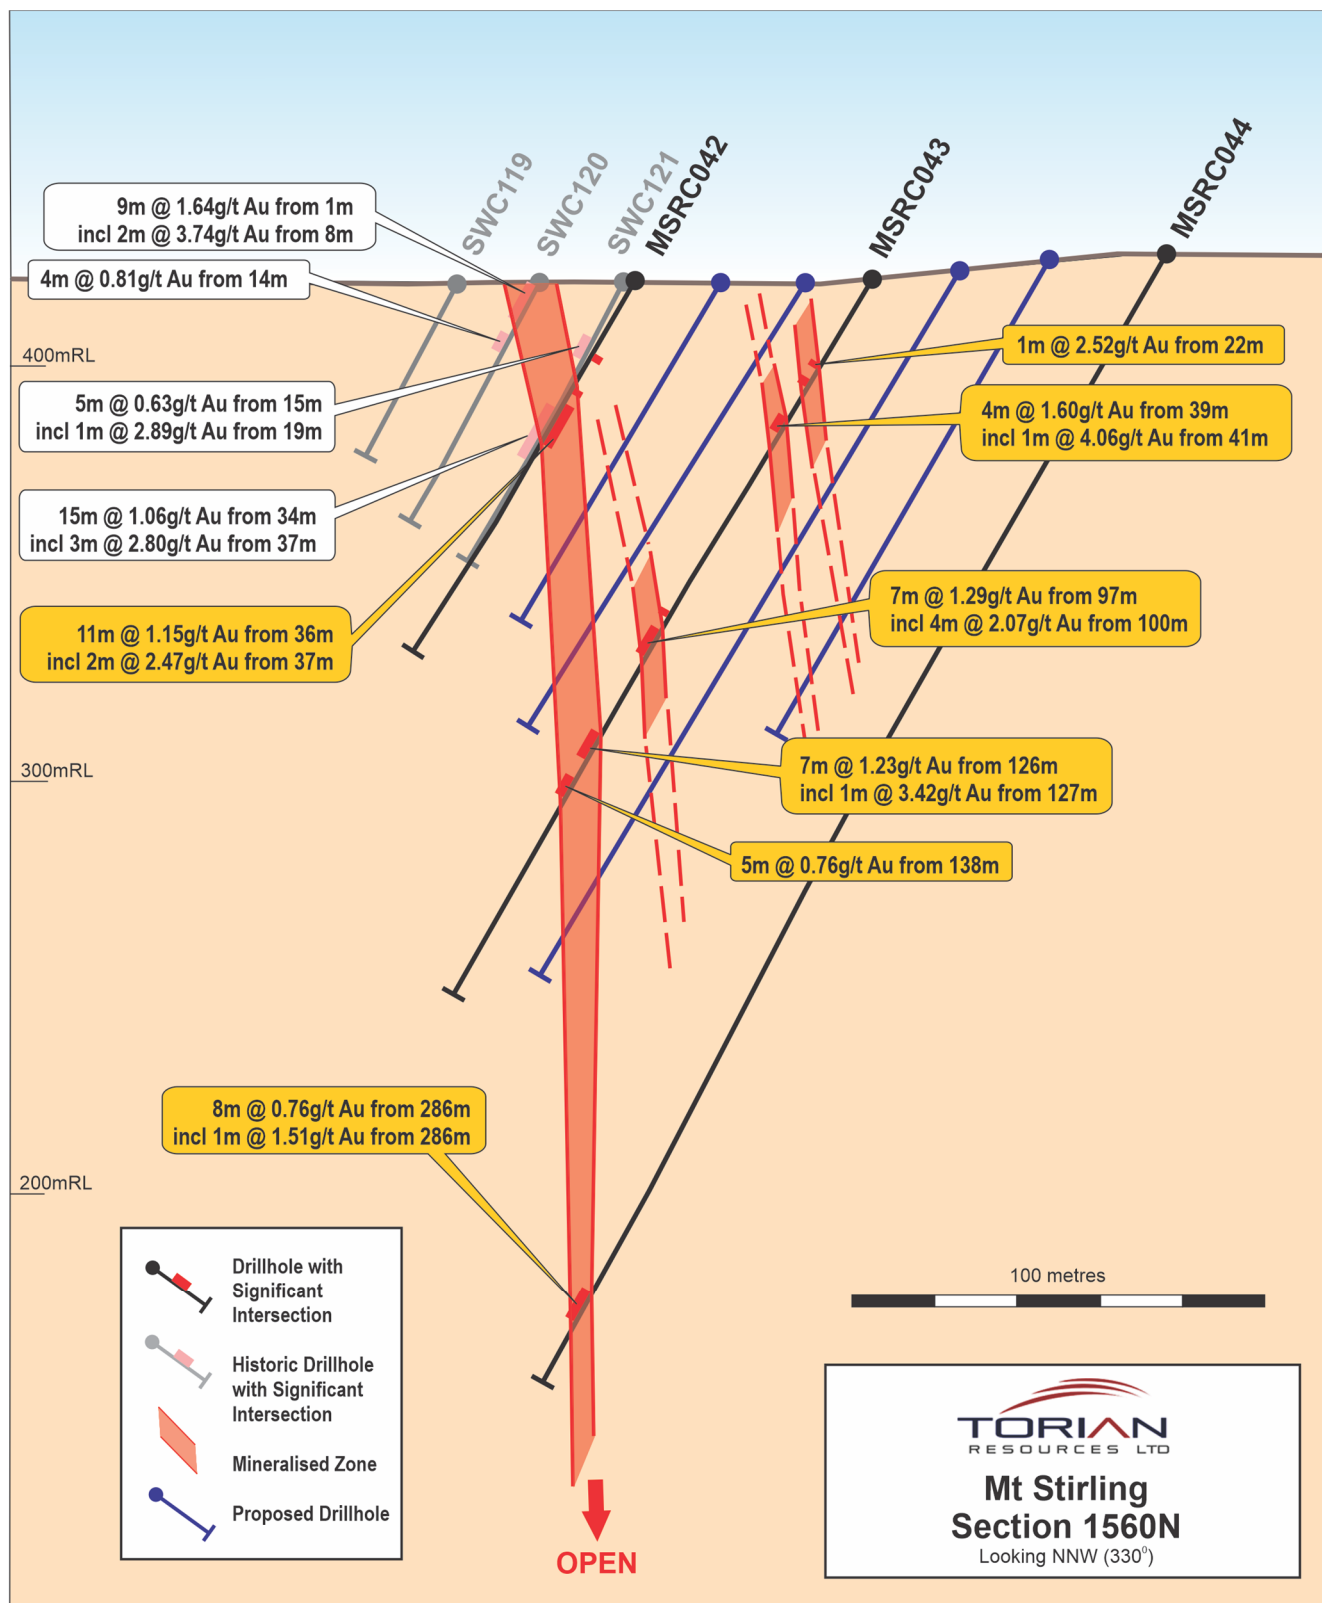 SWC119
SWC120
SWC121
MSRC042
MSRC043
MSRC044
9m @ 1.64g/t Au from 1m
incl 2m @ 3.74g/t Au from 8m
4m @ 0.81g/t Au from 14m
400mRL
5m @ 0.63g/t Au from 15m
incl 1m @ 2.89g/t Au from 19m
15m @ 1.06g/t Au from 34m
incl 3m @ 2.80g/t Au from 37m
11m @ 1.15g/t Au from 36m
incl 2m @ 2.47g/t Au from 37m
1m @ 2.52g/t Au from 22m
4m @ 1.60g/t Au from 39m
incl 1m @ 4.06g/t Au from 41m
7m @ 1.29g/t Au from 97m
incl 4m @ 2.07g/t Au from 100m
300mRL
7m @ 1.23g/t Au from 126m
incl 1m @ 3.42g/t Au from 127m
5m @ 0.76g/t Au from 138m
8m @ 0.76g/t Au from 286m
incl 1m @ 1.51g/t Au from 286m
200mRL
Drillhole with
Significant
Intersection
Historic Drillhole
with Significant
Intersection
Mineralised Zone
Proposed Drillhole
OPEN
100 metres
TORIAN
RESOURCES LTD
Mt Stirling
Section 1560N
Looking NNW (330⁰)